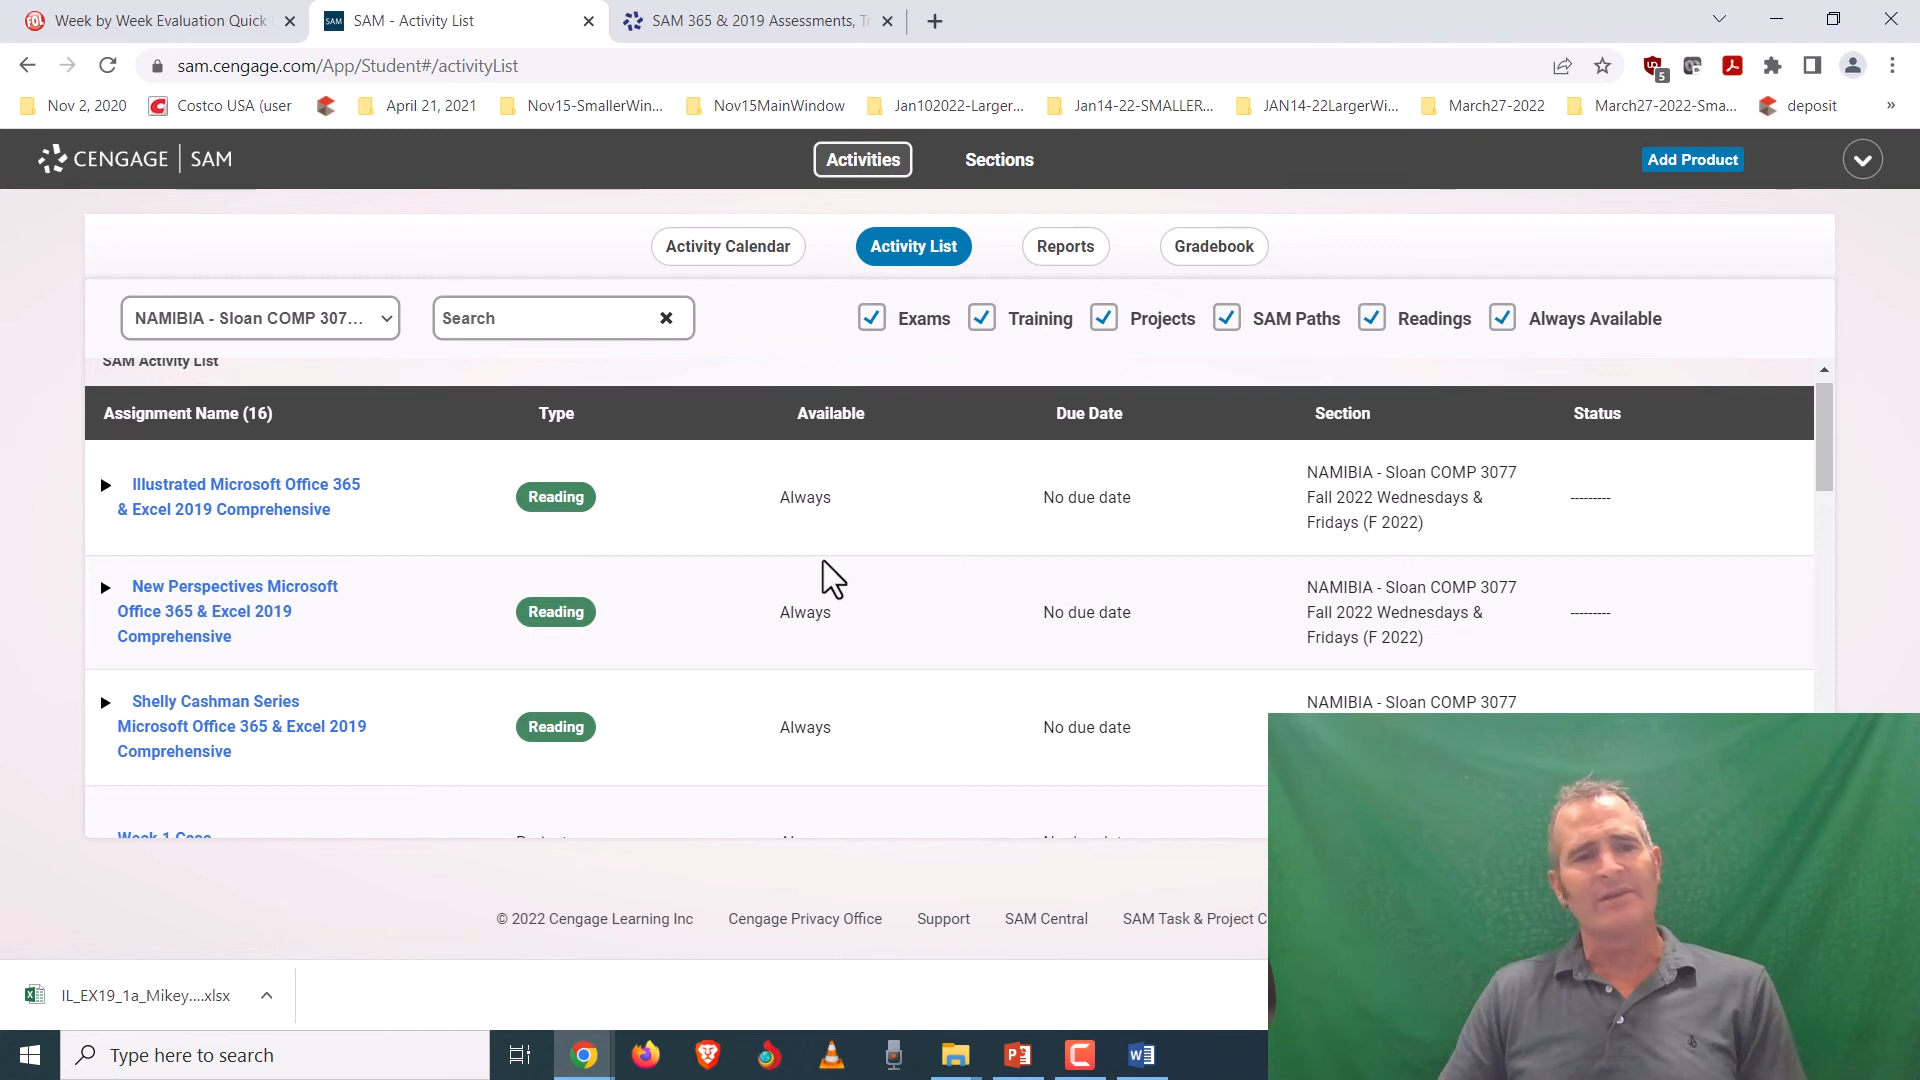 Week by Week Evaluation Quick
SAM - Activity List
SAM 365 & 2019 Assessments, Tr
sam.cengage.com/App/Student#/activityList
5
Nov 2, 2020
Costco USA (user
April 21, 2021
Nov15-SmallerWin...
Nov15MainWindow
Jan102022-Larger...
Jan14-22-SMALLER...
JAN14-22LargerWi...
March27-2022
March27-2022-Sma...
deposit
»
CENGAGE | SAM
Activities
Sections
Add Product
Activity Calendar
Activity List
Reports
Gradebook
NAMIBIA - Sloan COMP 307...
Search
Exams
Training
Projects
SAM Paths
Readings
Always Available
SAM Activity List
Assignment Name (16)
Type
Available
Due Date
Section
Status
Illustrated Microsoft Office 365
& Excel 2019 Comprehensive
Reading
Always
No due date
NAMIBIA - Sloan COMP 3077
Fall 2022 Wednesdays &
Fridays (F 2022)
---------
New Perspectives Microsoft
Office 365 & Excel 2019
Comprehensive
Reading
Always
No due date
NAMIBIA - Sloan COMP 3077
Fall 2022 Wednesdays &
Fridays (F 2022)
---------
Shelly Cashman Series
Microsoft Office 365 & Excel 2019
Comprehensive
Reading
Always
No due date
NAMIBIA - Sloan COMP 3077
Week 1 Case
© 2022 Cengage Learning Inc
Cengage Privacy Office
Support
SAM Central
SAM Task & Project C
IL_EX19_1a_Mikey....xlsx
Type here to search